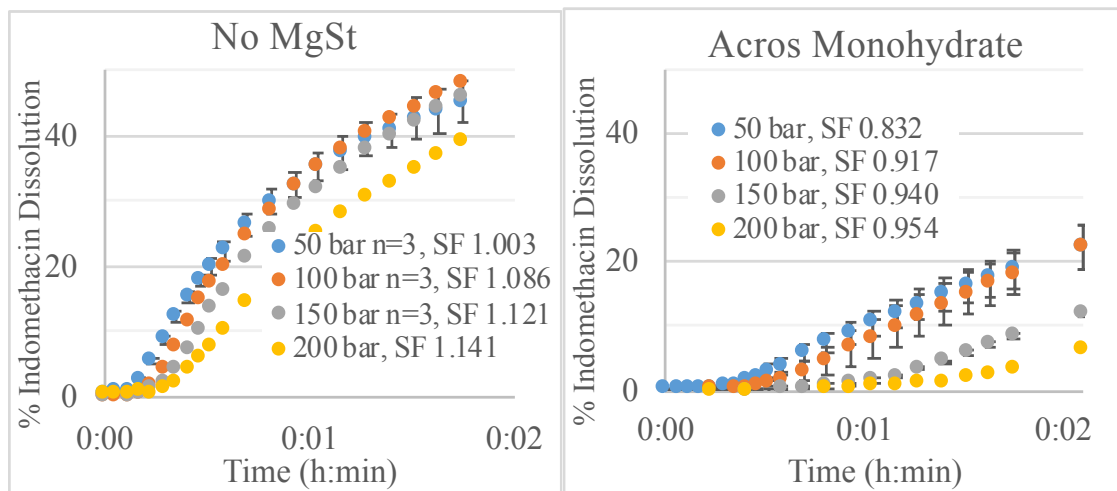 No MgSt
% Indomethacin Dissolution
40
20
0
50 bar n=3, SF 1.003
100 bar n=3, SF 1.086
150 bar n=3, SF 1.121
200 bar, SF 1.141
0:00 0:01 0:02
Time (h:min)
Acros Monohydrate
% Indomethacin Dissolution
40
20
0
50 bar, SF 0.832
100 bar, SF 0.917
150 bar, SF 0.940
200 bar, SF 0.954
0:00 0:01 0:02
Time (h:min)